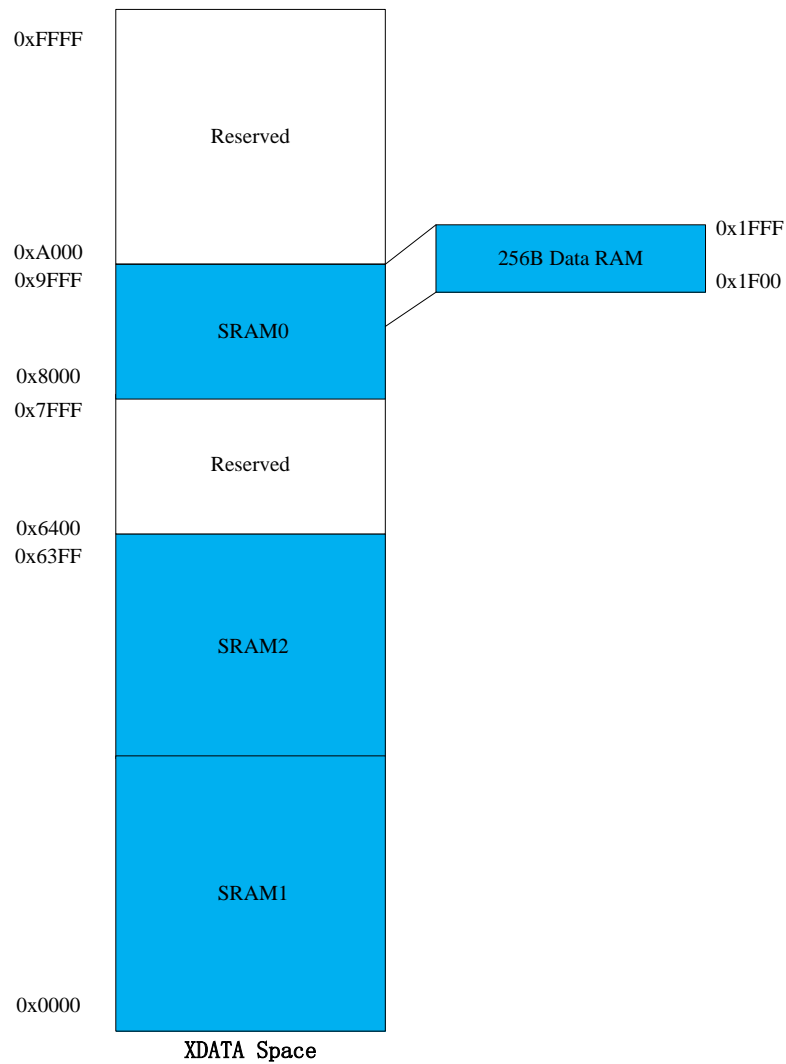 0xFFFF
Reserved
0xA000
0x9FFF
SRAM0
0x8000
0x7FFF
Reserved
0x6400
0x63FF
SRAM2
SRAM1
0x0000
XDATA Space
0x1FFF
256B Data RAM
0x1F00